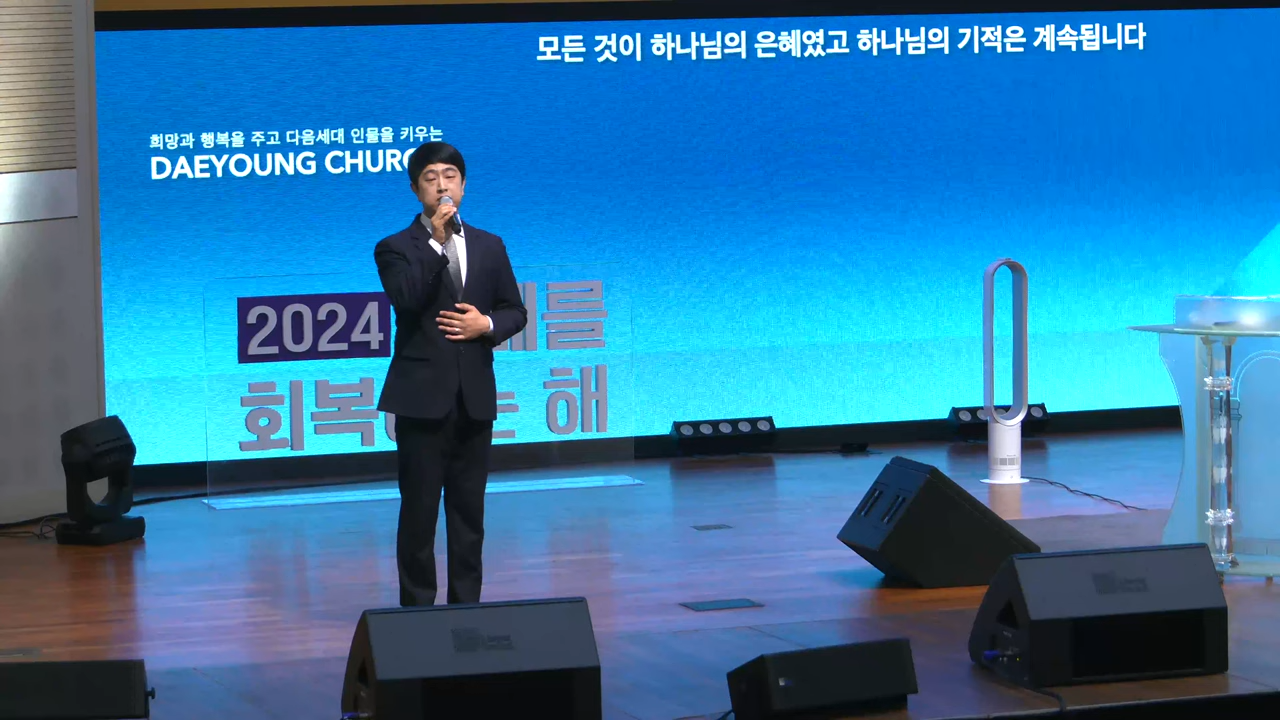 모든 것이 하나님의 은혜였고 하나님의 기적은 계속됩니다
희망과 행복을 주고 다음세대 인물을 키우는
DAEYOUNG CHURC
2024 를
회복 는 해